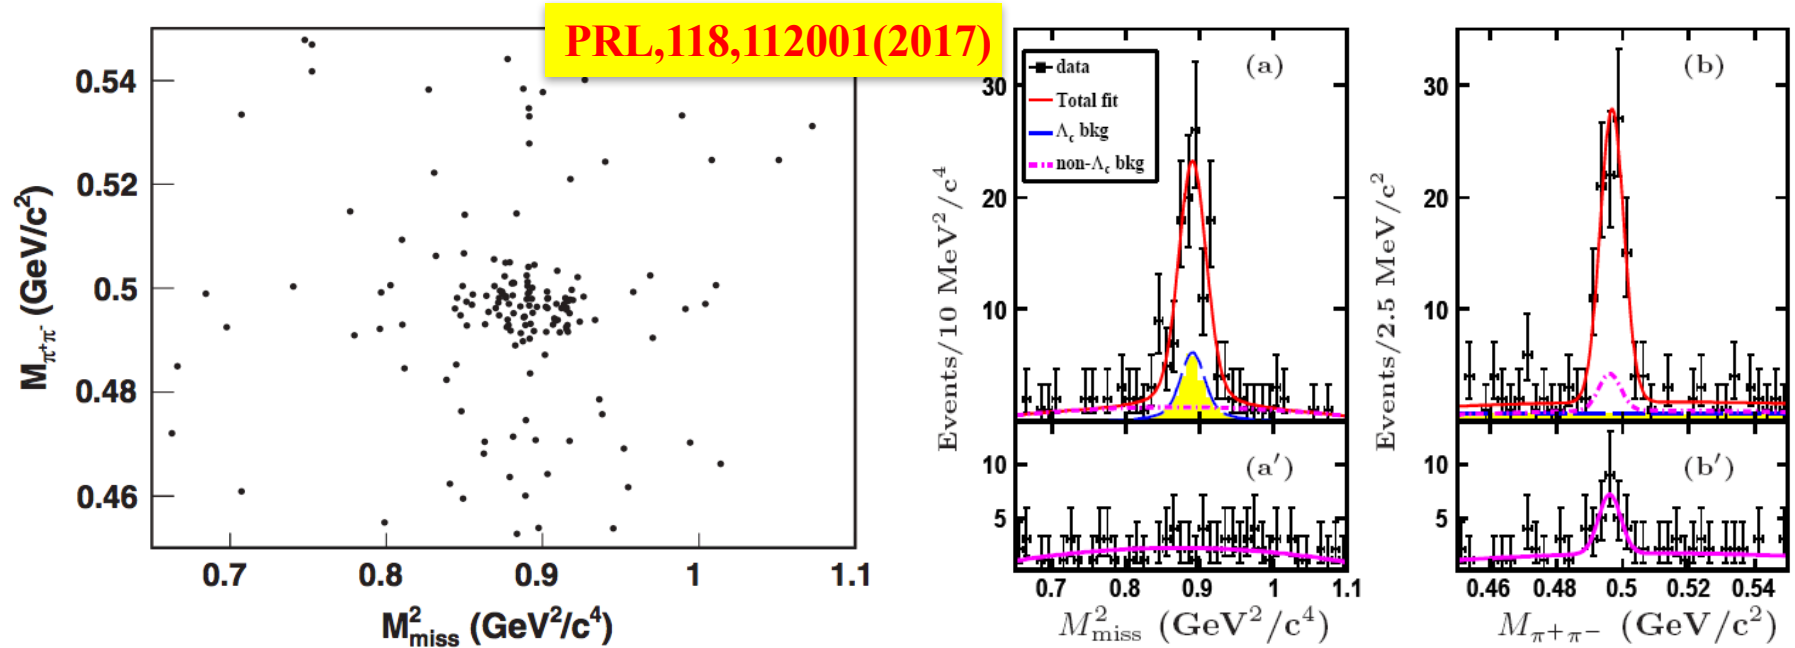 PRL,118,112001(2017)
0.54
0.52
0.5
0.48
0.46
M_{π⁺π⁻} (GeV/c²)
0.7 0.8 0.9 1 1.1
M²_{miss} (GeV²/c⁴)
(a)
data
Total fit
Λ_c bkg
non-Λ_c bkg
30
20
10
Events/10 MeV²/c⁴
(a′)
10
5
0.7 0.8 0.9 1 1.1
M²_{miss} (GeV²/c⁴)
(b)
30
20
10
Events/2.5 MeV/c²
(b′)
10
5
0.46 0.48 0.5 0.52 0.54
M_{π⁺π⁻} (GeV/c²)